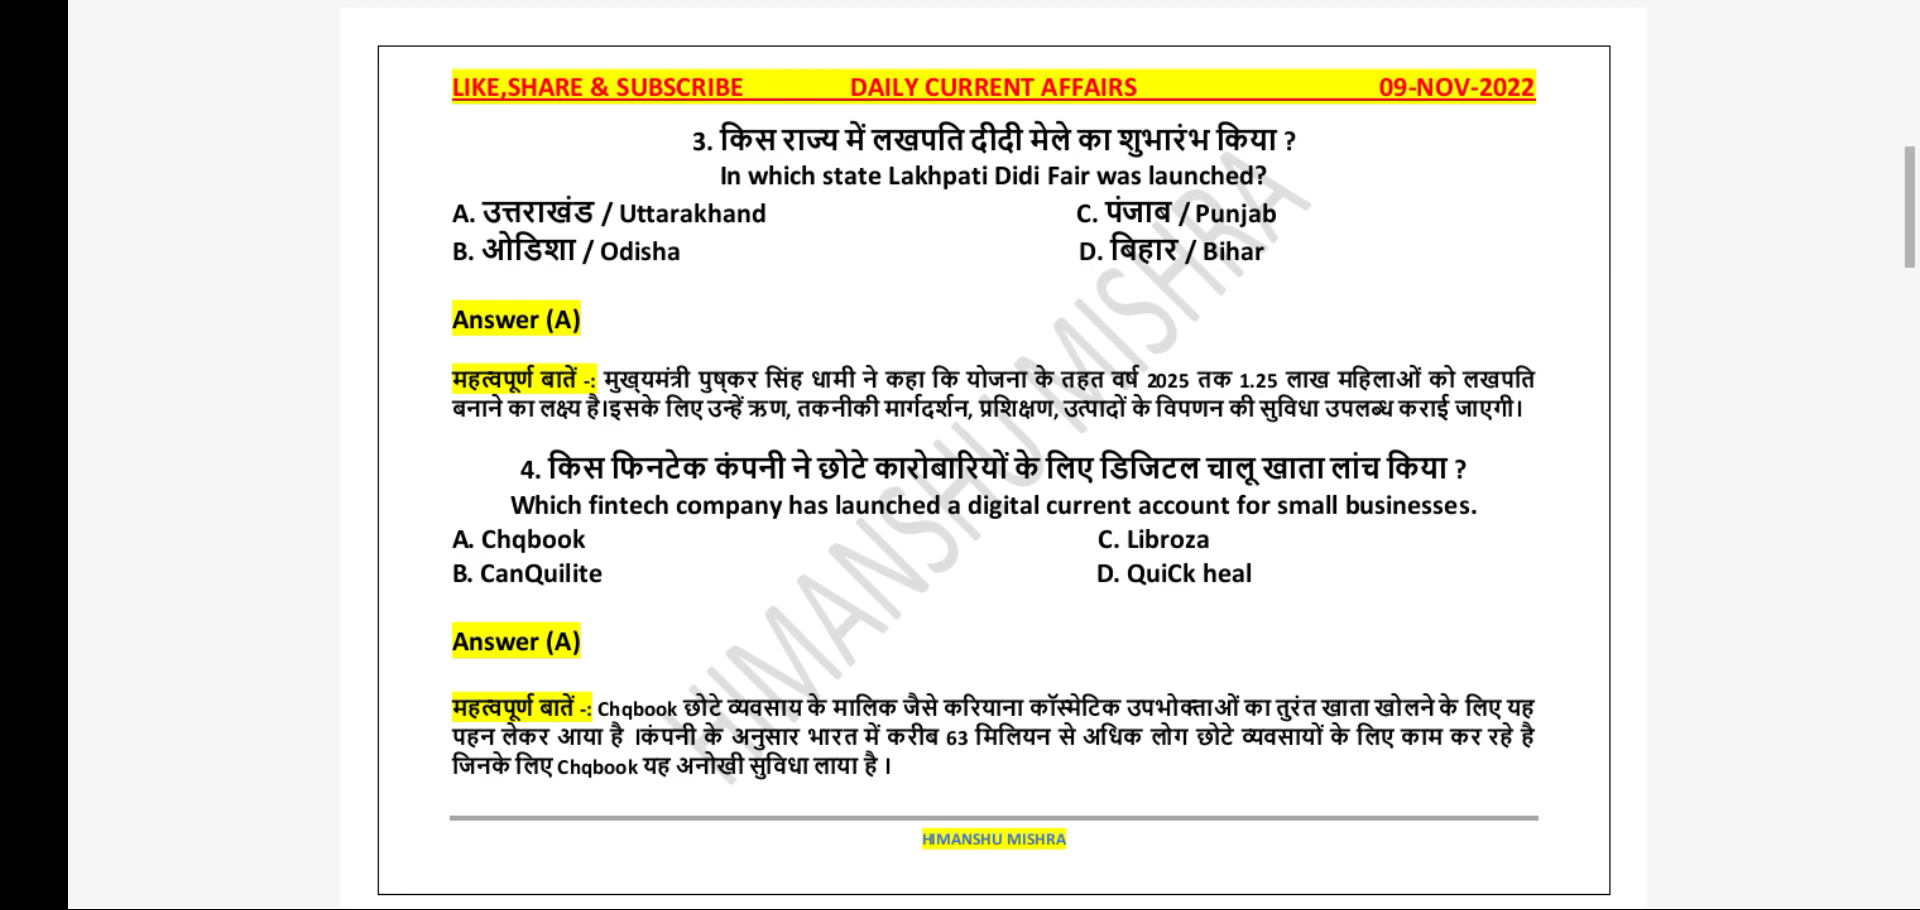 LIKE,SHARE & SUBSCRIBE DAILY CURRENT AFFAIRS 09-NOV-2022
3. किस राज्य में लखपति दीदी मेले का शुभारंभ किया ?
In which state Lakhpati Didi Fair was launched?
A. उत्तराखंड / Uttarakhand C. पंजाब / Punjab
B. ओडिशा / Odisha D. बिहार / Bihar
Answer (A)
महत्वपूर्ण बातें -: मुख्यमंत्री पुष्कर सिंह धामी ने कहा कि योजना के तहत वर्ष 2025 तक 1.25 लाख महिलाओं को लखपति
बनाने का लक्ष्य है।इसके लिए उन्हें ऋण, तकनीकी मार्गदर्शन, प्रशिक्षण, उत्पादों के विपणन की सुविधा उपलब्ध कराई जाएगी।
4. किस फिनटेक कंपनी ने छोटे कारोबारियों के लिए डिजिटल चालू खाता लांच किया ?
Which fintech company has launched a digital current account for small businesses.
A. Chqbook C. Libroza
B. CanQuilite D. QuiCk heal
Answer (A)
महत्वपूर्ण बातें -: Chqbook छोटे व्यवसाय के मालिक जैसे करियाना कॉस्मेटिक उपभोक्ताओं का तुरंत खाता खोलने के लिए यह
पहन लेकर आया है ।कंपनी के अनुसार भारत में करीब 63 मिलियन से अधिक लोग छोटे व्यवसायों के लिए काम कर रहे है
जिनके लिए Chqbook यह अनोखी सुविधा लाया है ।
HIMANSHU MISHRA
HIMANSHU MISHRA